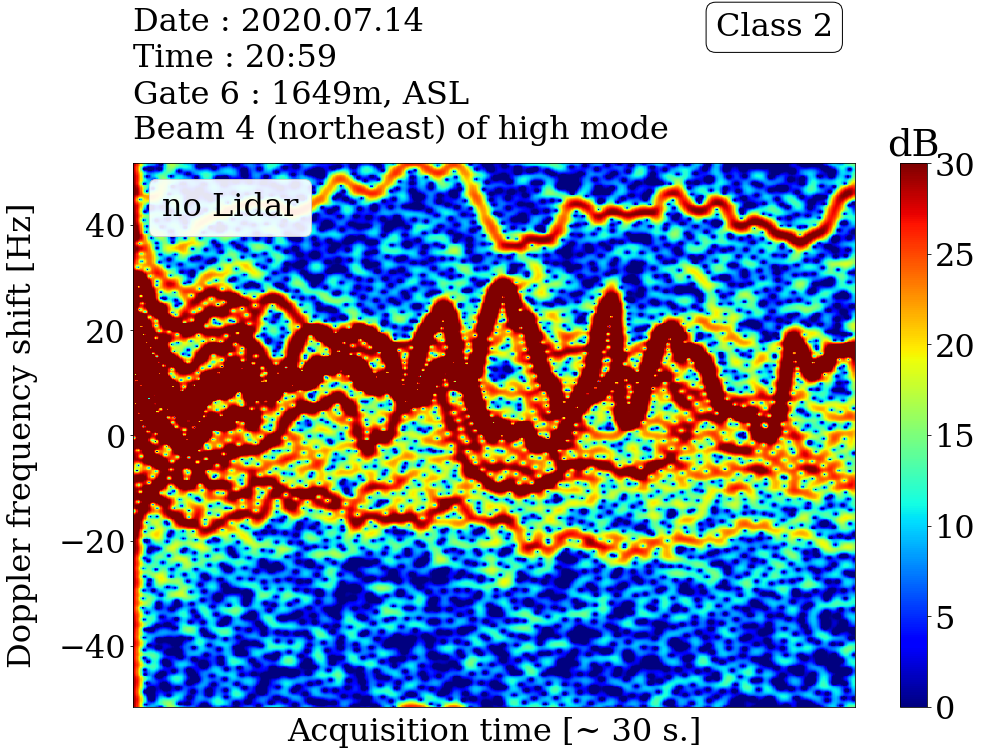 Date : 2020.07.14
Time : 20:59
Gate 6 : 1649m, ASL
Beam 4 (northeast) of high mode
Class 2
dB
no Lidar
Doppler frequency shift [Hz]
40
20
0
−20
−40
30
25
20
15
10
5
0
Acquisition time [~ 30 s.]